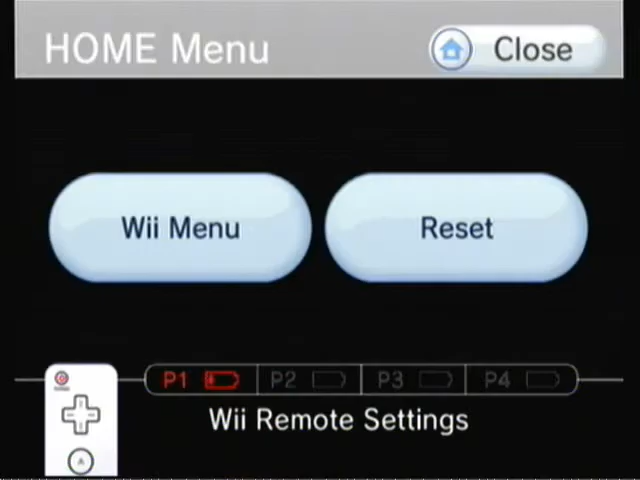 HOME Menu
Close
Wii Menu
Reset
P1
P2
P3
P4
Wii Remote Settings
A